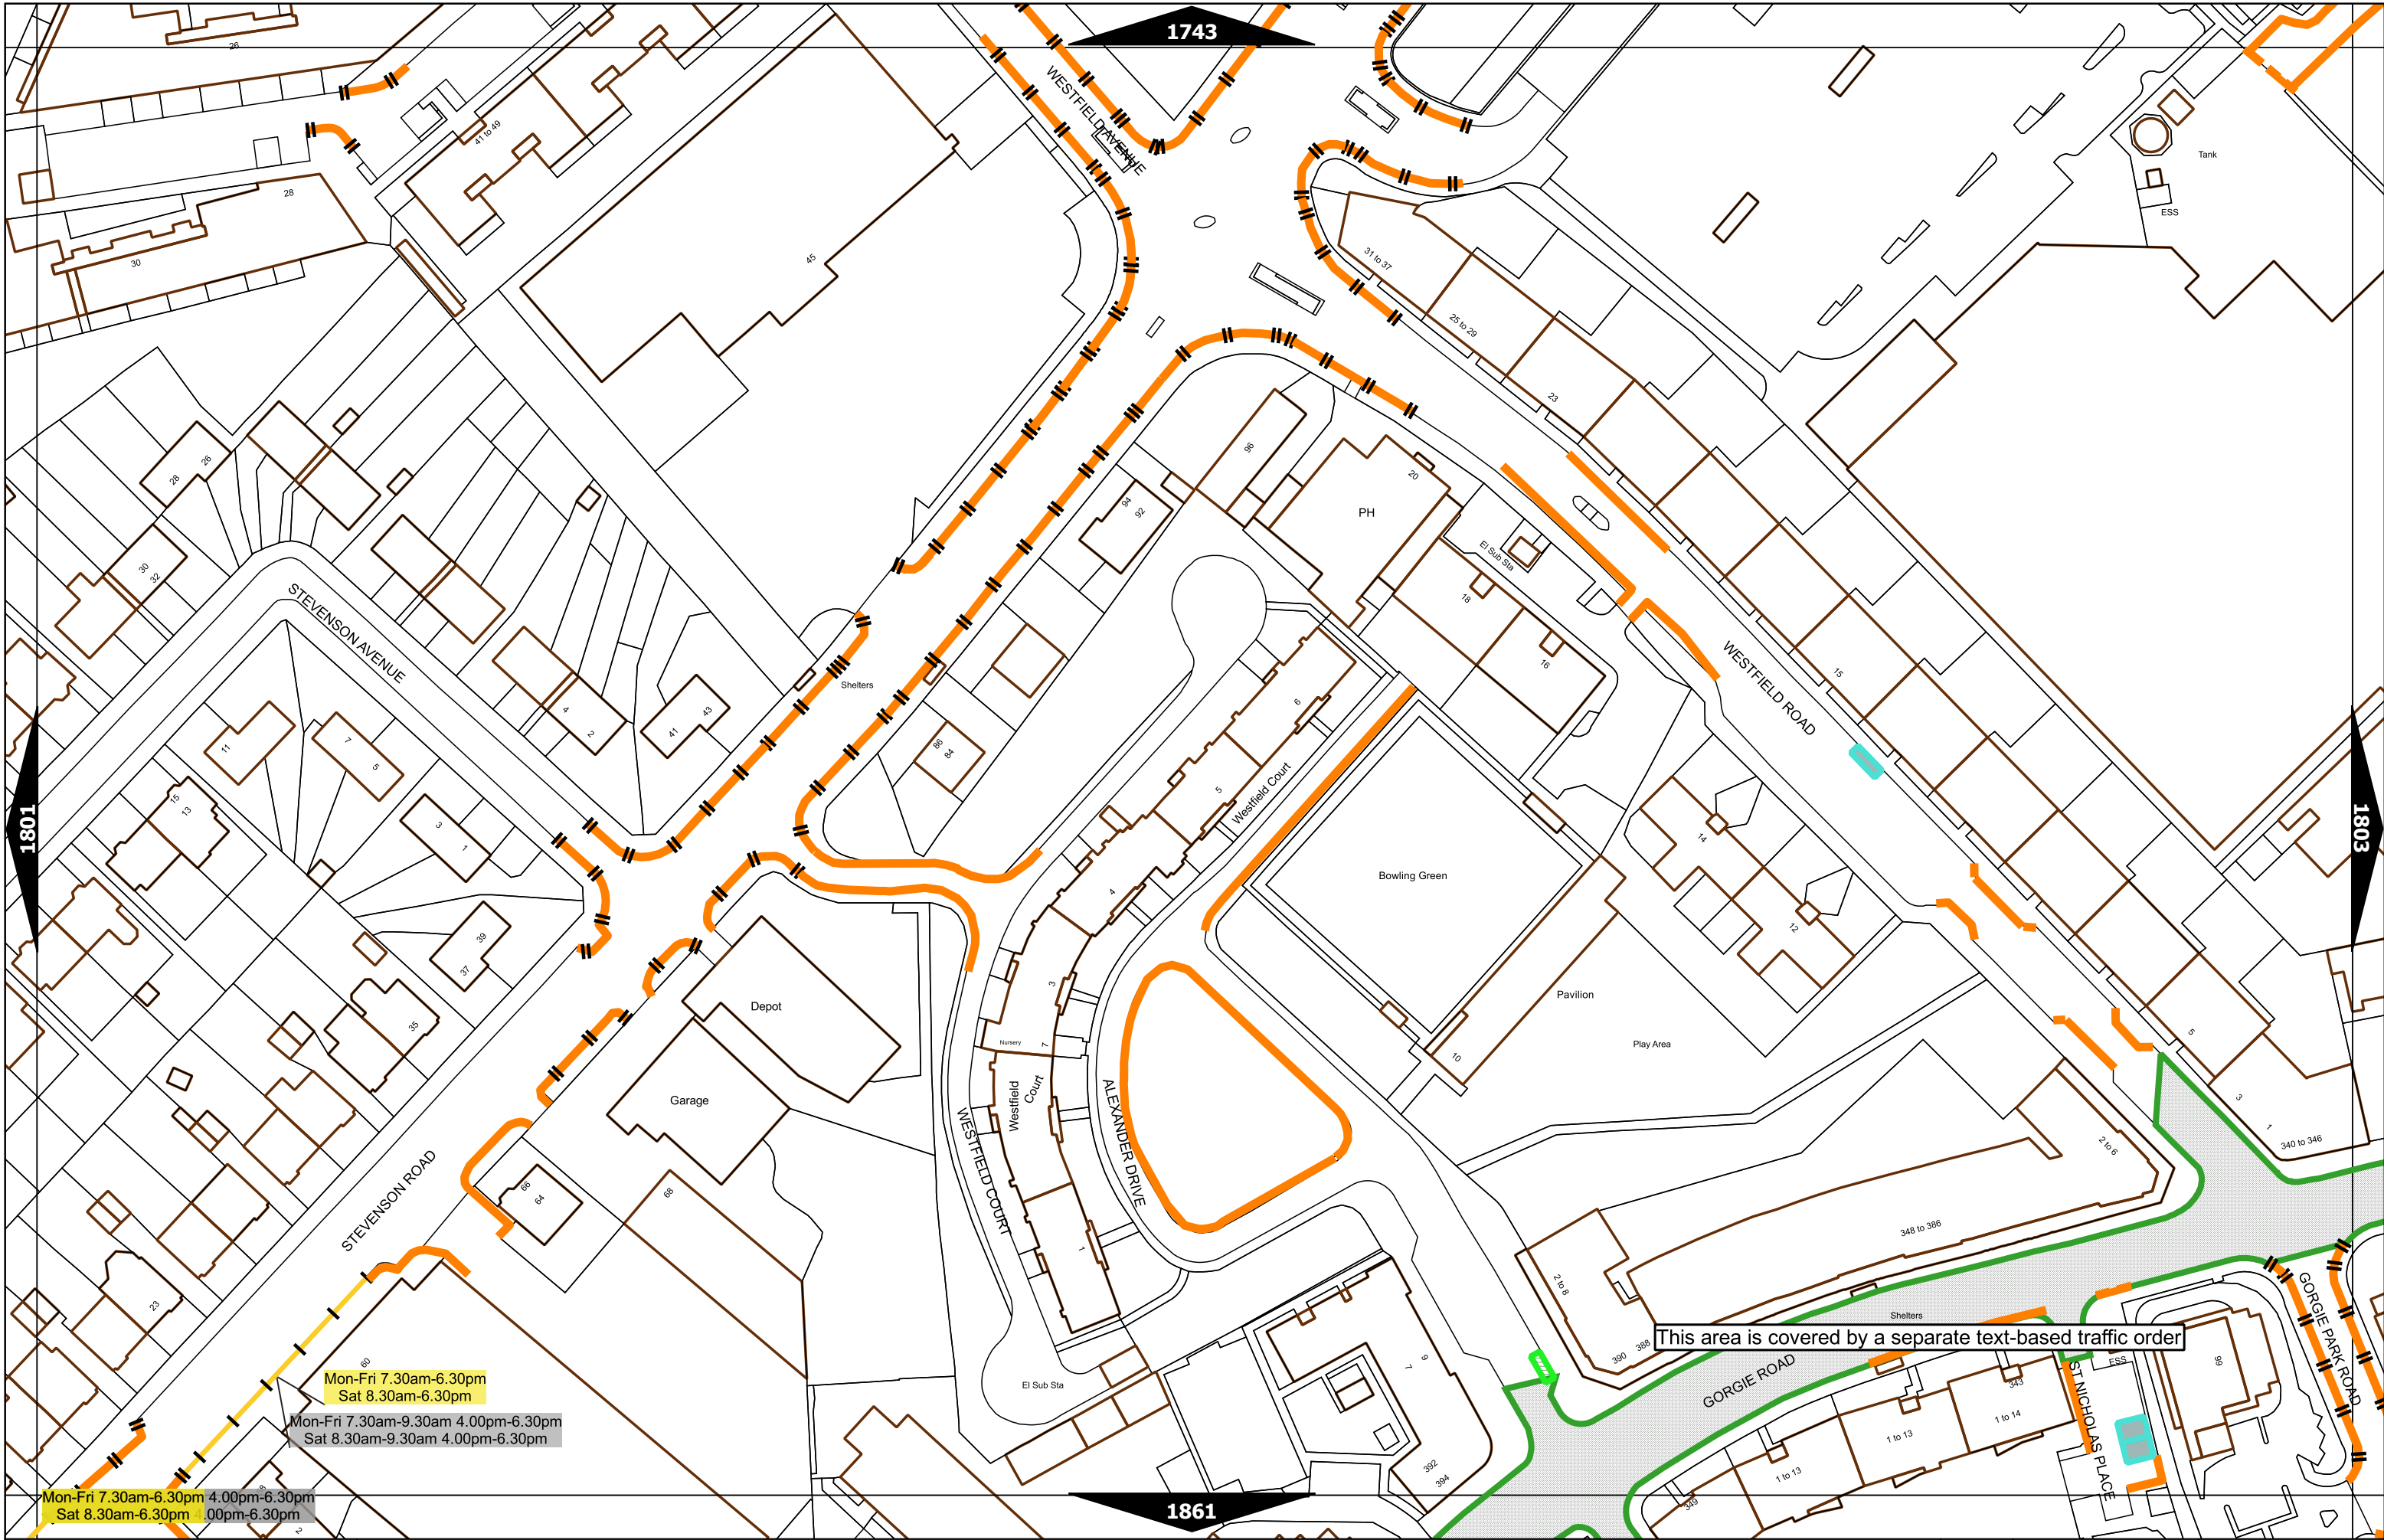 1743
26
WESTFIELD AVENUE
41 to 49
Tank
ESS
28
30
45
31 to 37
25 to 29
23
96
20
PH
94
92
El Sub Sta
28
26
30
32
STEVENSON AVENUE
18
16
WESTFIELD ROAD
15
Shelters
6
4
2
41
43
11
7
5
86
84
5
Westfield Court
15
13
3
1
14
1801
1803
Bowling Green
4
12
39
37
35
Depot
3
Pavilion
Nursery
7
10
Play Area
5
Garage
Westfield
Court
ALEXANDER DRIVE
WESTFIELD COURT
3
1
340 to 346
2 to 6
STEVENSON ROAD
66
64
68
1
348 to 386
23
2 to 8
Shelters
This area is covered by a separate text-based traffic order
390
388
GORGIE ROAD
GORGIE PARK ROAD
ESS
99
60
Mon-Fri 7.30am-6.30pm
Sat 8.30am-6.30pm
El Sub Sta
9
7
343
ST NICHOLAS PLACE
Mon-Fri 7.30am-9.30am 4.00pm-6.30pm
Sat 8.30am-9.30am 4.00pm-6.30pm
1 to 14
1 to 13
1 to 13
392
394
349
Mon-Fri 7.30am-6.30pm 4.00pm-6.30pm
Sat 8.30am-6.30pm 4.00pm-6.30pm
2
1861